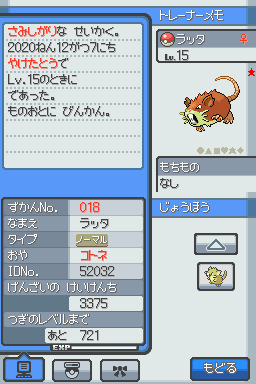 さみしがりな せいかく。
2020ねん12がつ7にち
やけたとうで
Lv.15のときに
であった。
ものおとに びんかん。
ずかんNo. 018
なまえ ラッタ
タイプ ノーマル
おや コトネ
IDNo. 52032
げんざいの けいけんち
3375
つぎのレベルまで
あと 721
EXP
トレーナーメモ
ラッタ ♀
Lv.15
もちもの
なし
じょうほう
もどる